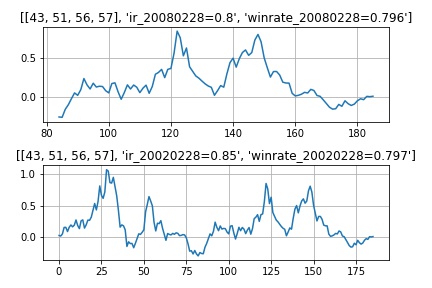 [[43, 51, 56, 57], 'ir_20080228=0.8', 'winrate_20080228=0.796']
0.5
0.0
80 100 120 140 160 180
[[43, 51, 56, 57], 'ir_20020228=0.85', 'winrate_20020228=0.797']
1.0
0.5
0.0
0 25 50 75 100 125 150 175